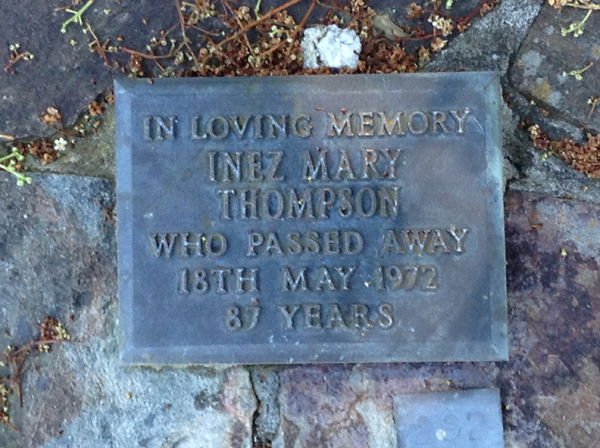 IN LOVING MEMORY
INEZ MARY
THOMPSON
WHO PASSED AWAY
18TH MAY 1972
87 YEARS